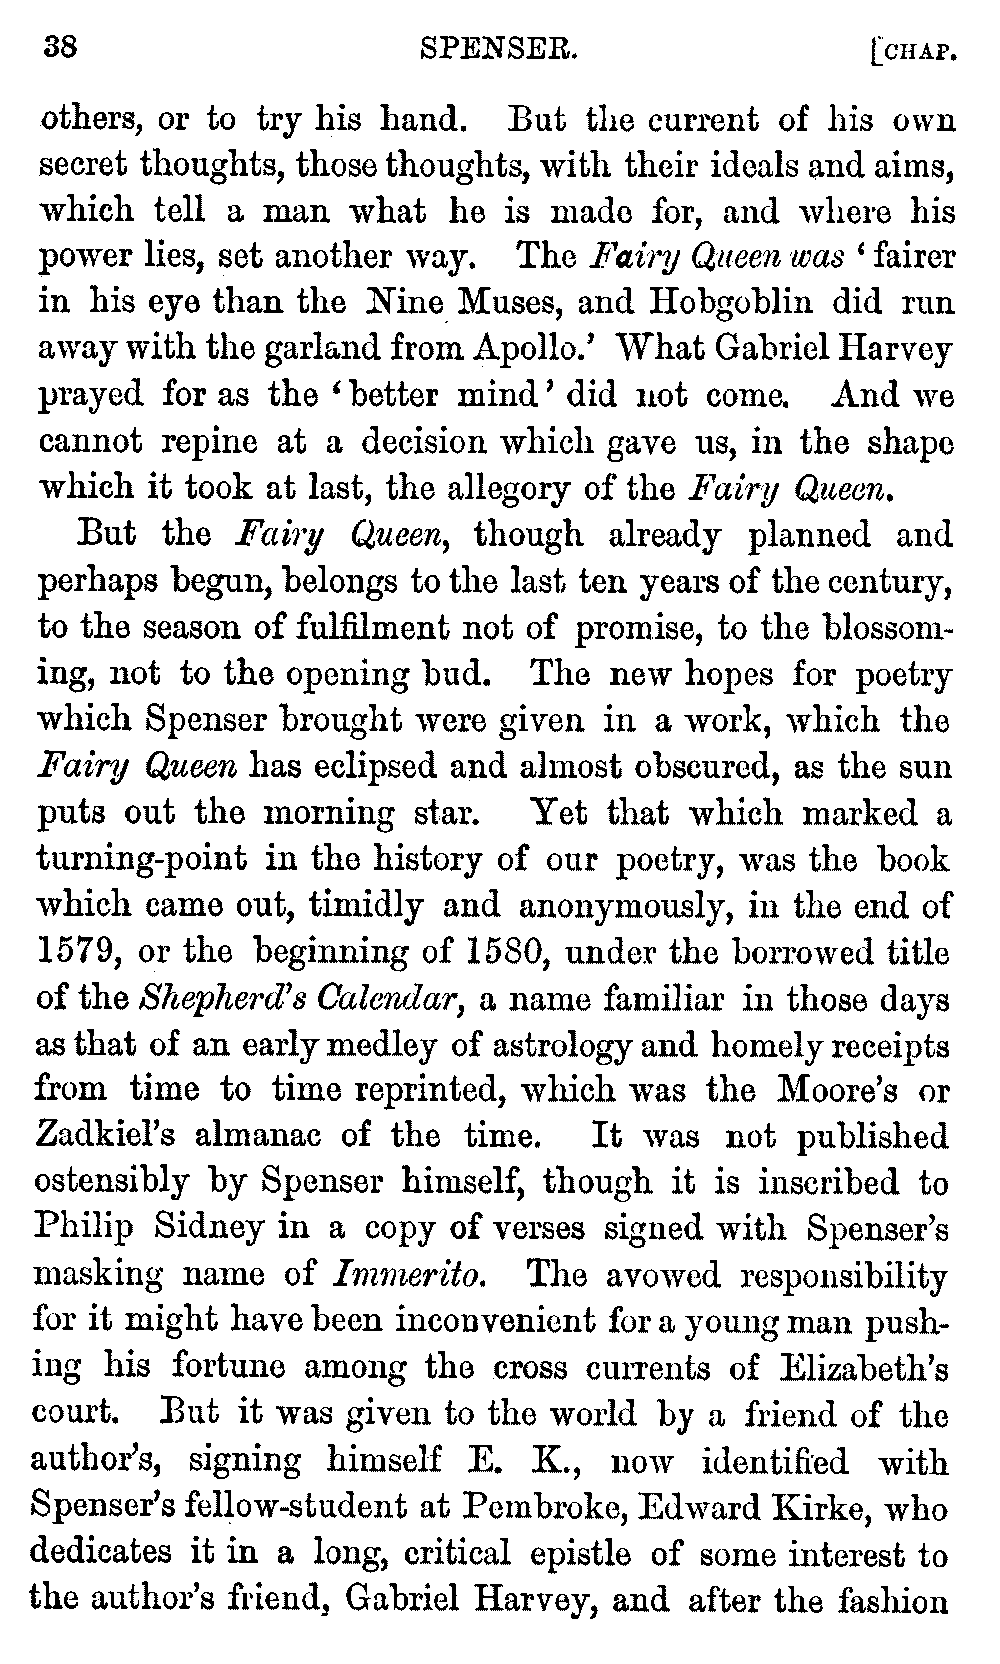 38 SPENSER. [CHAP.
others, or to try his hand. But the current of his own
secret thoughts, those thoughts, with their ideals and aims,
which tell a man what he is made for, and where his
power lies, set another way. The Fairy Queen was ‘fairer
in his eye than the Nine Muses, and Hobgoblin did run
away with the garland from Apollo.’ What Gabriel Harvey
prayed for as the ‘better mind’ did not come. And we
cannot repine at a decision which gave us, in the shape
which it took at last, the allegory of the Fairy Queen.
But the Fairy Queen, though already planned and
perhaps begun, belongs to the last ten years of the century,
to the season of fulfilment not of promise, to the blossom-
ing, not to the opening bud. The new hopes for poetry
which Spenser brought were given in a work, which the
Fairy Queen has eclipsed and almost obscured, as the sun
puts out the morning star. Yet that which marked a
turning-point in the history of our poetry, was the book
which came out, timidly and anonymously, in the end of
1579, or the beginning of 1580, under the borrowed title
of the Shepherd’s Calendar, a name familiar in those days
as that of an early medley of astrology and homely receipts
from time to time reprinted, which was the Moore’s or
Zadkiel’s almanac of the time. It was not published
ostensibly by Spenser himself, though it is inscribed to
Philip Sidney in a copy of verses signed with Spenser’s
masking name of Immerito. The avowed responsibility
for it might have been inconvenient for a young man push-
ing his fortune among the cross currents of Elizabeth’s
court. But it was given to the world by a friend of the
author’s, signing himself E. K., now identified with
Spenser’s fellow-student at Pembroke, Edward Kirke, who
dedicates it in a long, critical epistle of some interest to
the author’s friend, Gabriel Harvey, and after the fashion